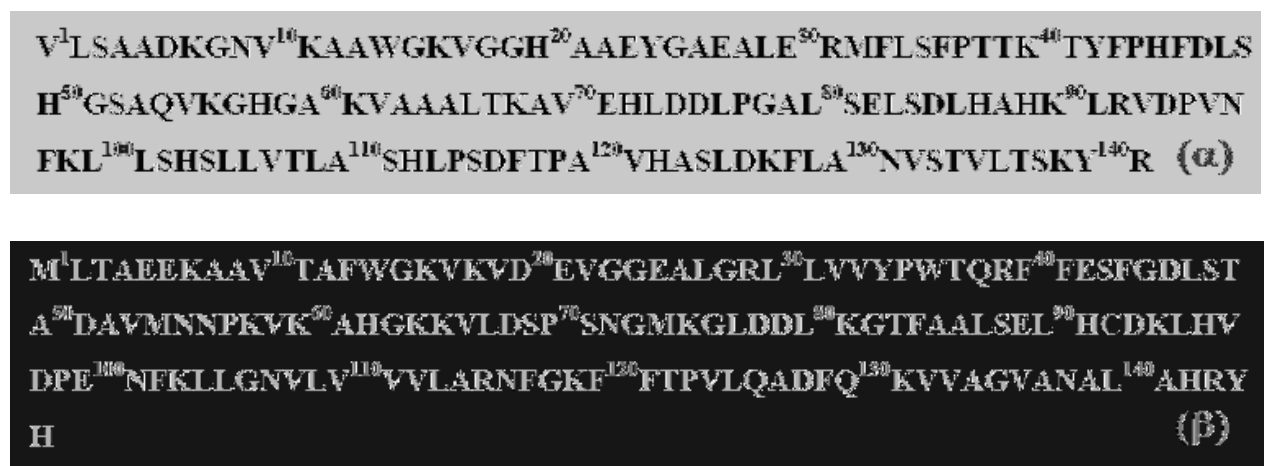 V¹LSAADKGNV¹⁰KAAWGKVGGH²⁰AAEYGAEALE³⁰RMFLSFPTTK⁴⁰TYFPHFDLS
H⁵⁰GSAQVKGHGA⁶⁰KVAAALTKAV⁷⁰EHLDDLPGAL⁸⁰SELSDLHAHK⁹⁰LRVDPVN
FKL¹⁰⁰LSHSLLVTLA¹¹⁰SHLPSDFTPA¹²⁰VHASLDKFLA¹³⁰NVSTVLTSKY¹⁴⁰R (α)
M¹LTAEEKAAV¹⁰TAFWGKVKVD²⁰EVGGEALGRL³⁰LVVYPWTQRF⁴⁰FESFGDLST
A⁵⁰DAVMNNPKVK⁶⁰AHGKKVLDSP⁷⁰SNGMKGLDDL⁸⁰KGTFAALSEL⁹⁰HCDKLHV
DPE¹⁰⁰NFKLLGNVLV¹¹⁰VVLARNFGKF¹²⁰FTPVLQADFQ¹³⁰KVVAGVANAL¹⁴⁰AHRY
H (β)